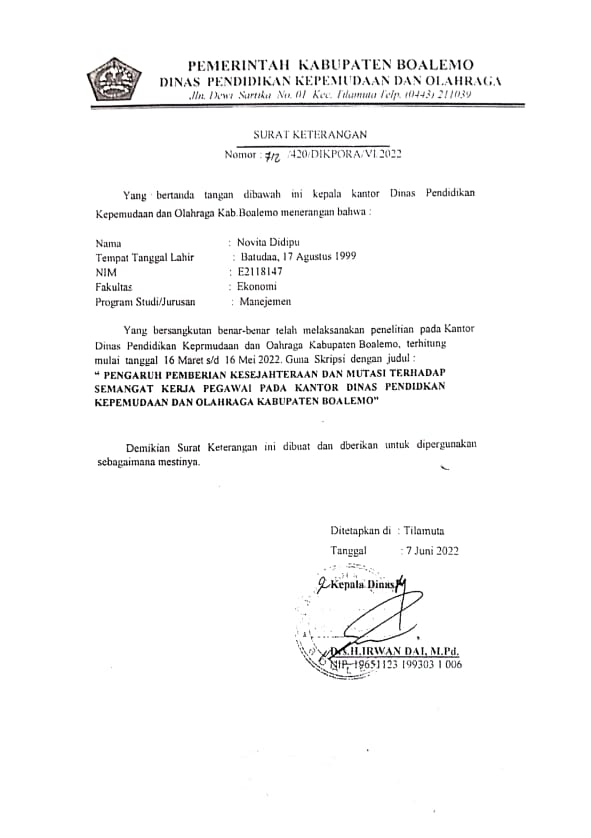 PEMERINTAH KABUPATEN BOALEMO
DINAS PENDIDIKAN KEPEMUDAAN DAN OLAHRAGA
Jln. Dewi Sartika No. 01 Kec. Tilamuta Telp. (0443) 211039
SURAT KETERANGAN
Nomor : 712 /420/DIKPORA/VI.2022
Yang bertanda tangan dibawah ini kepala kantor Dinas Pendidikan
Kepemudaan dan Olahraga Kab.Boalemo menerangan bahwa :
Nama : Novita Didipu
Tempat Tanggal Lahir : Batudaa, 17 Agustus 1999
NIM : E2118147
Fakultas : Ekonomi
Program Studi/Jurusan : Manejemen
Yang bersangkutan benar-benar telah melaksanakan penelitian pada Kantor
Dinas Pendidikan Keprmudaan dan Oahraga Kabupaten Boalemo, terhitung
mulai tanggal 16 Maret s/d 16 Mei 2022. Guna Skripsi dengan judul :
“ PENGARUH PEMBERIAN KESEJAHTERAAN DAN MUTASI TERHADAP
SEMANGAT KERJA PEGAWAI PADA KANTOR DINAS PENDIDKAN
KEPEMUDAAN DAN OLAHRAGA KABUPATEN BOALEMO”
Demikian Surat Keterangan ini dibuat dan dberikan untuk dipergunakan
sebagaimana mestinya.
Ditetapkan di : Tilamuta
Tanggal : 7 Juni 2022
Kepala Dinas
Drs.H.IRWAN DAI, M.Pd.
NIP. 19651123 199303 1 006